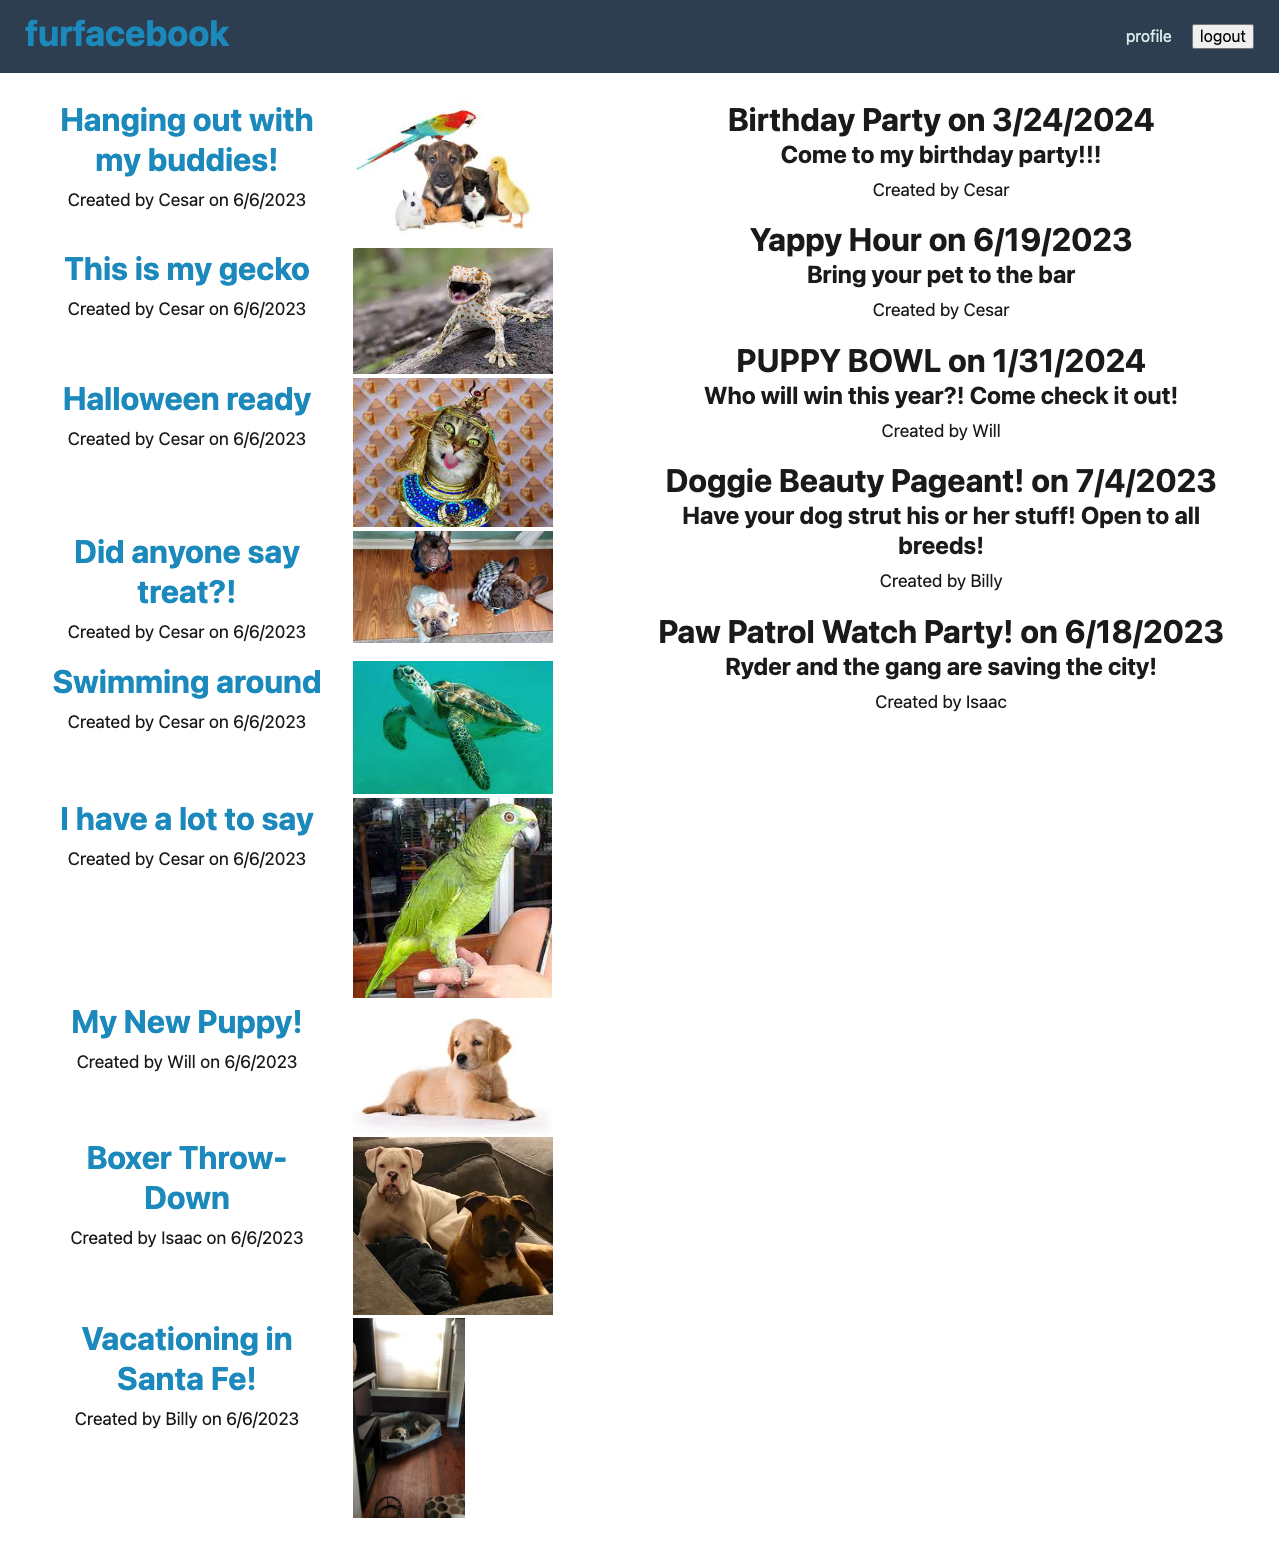 furfacebook
profile
logout
Hanging out with
my buddies!
Created by Cesar on 6/6/2023
This is my gecko
Created by Cesar on 6/6/2023
Halloween ready
Created by Cesar on 6/6/2023
Did anyone say
treat?!
Created by Cesar on 6/6/2023
Swimming around
Created by Cesar on 6/6/2023
I have a lot to say
Created by Cesar on 6/6/2023
My New Puppy!
Created by Will on 6/6/2023
Boxer Throw-
Down
Created by Isaac on 6/6/2023
Vacationing in
Santa Fe!
Created by Billy on 6/6/2023
Birthday Party on 3/24/2024
Come to my birthday party!!!
Created by Cesar
Yappy Hour on 6/19/2023
Bring your pet to the bar
Created by Cesar
PUPPY BOWL on 1/31/2024
Who will win this year?! Come check it out!
Created by Will
Doggie Beauty Pageant! on 7/4/2023
Have your dog strut his or her stuff! Open to all
breeds!
Created by Billy
Paw Patrol Watch Party! on 6/18/2023
Ryder and the gang are saving the city!
Created by Isaac